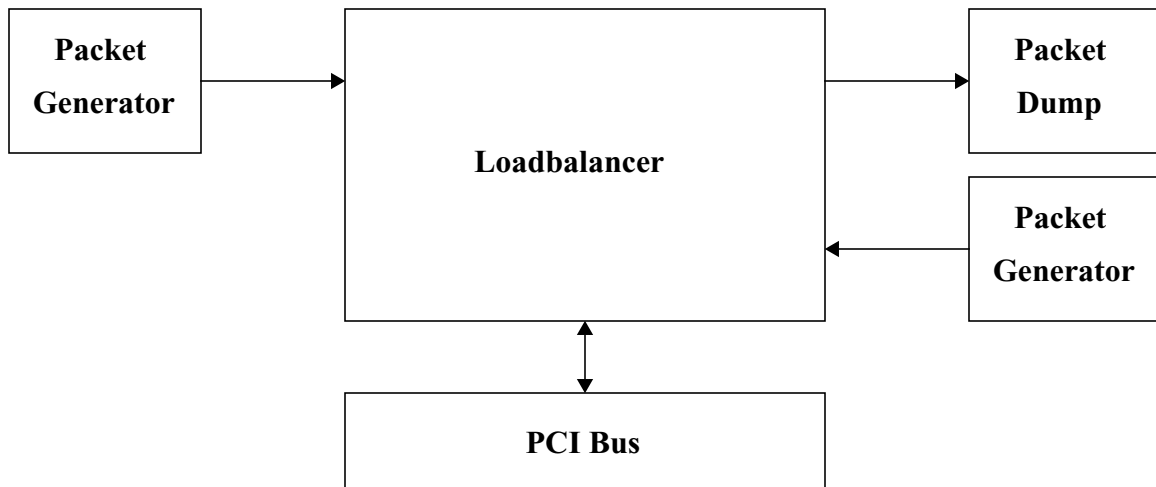 Packet
Generator
Loadbalancer
Packet
Dump
Packet
Generator
PCI Bus